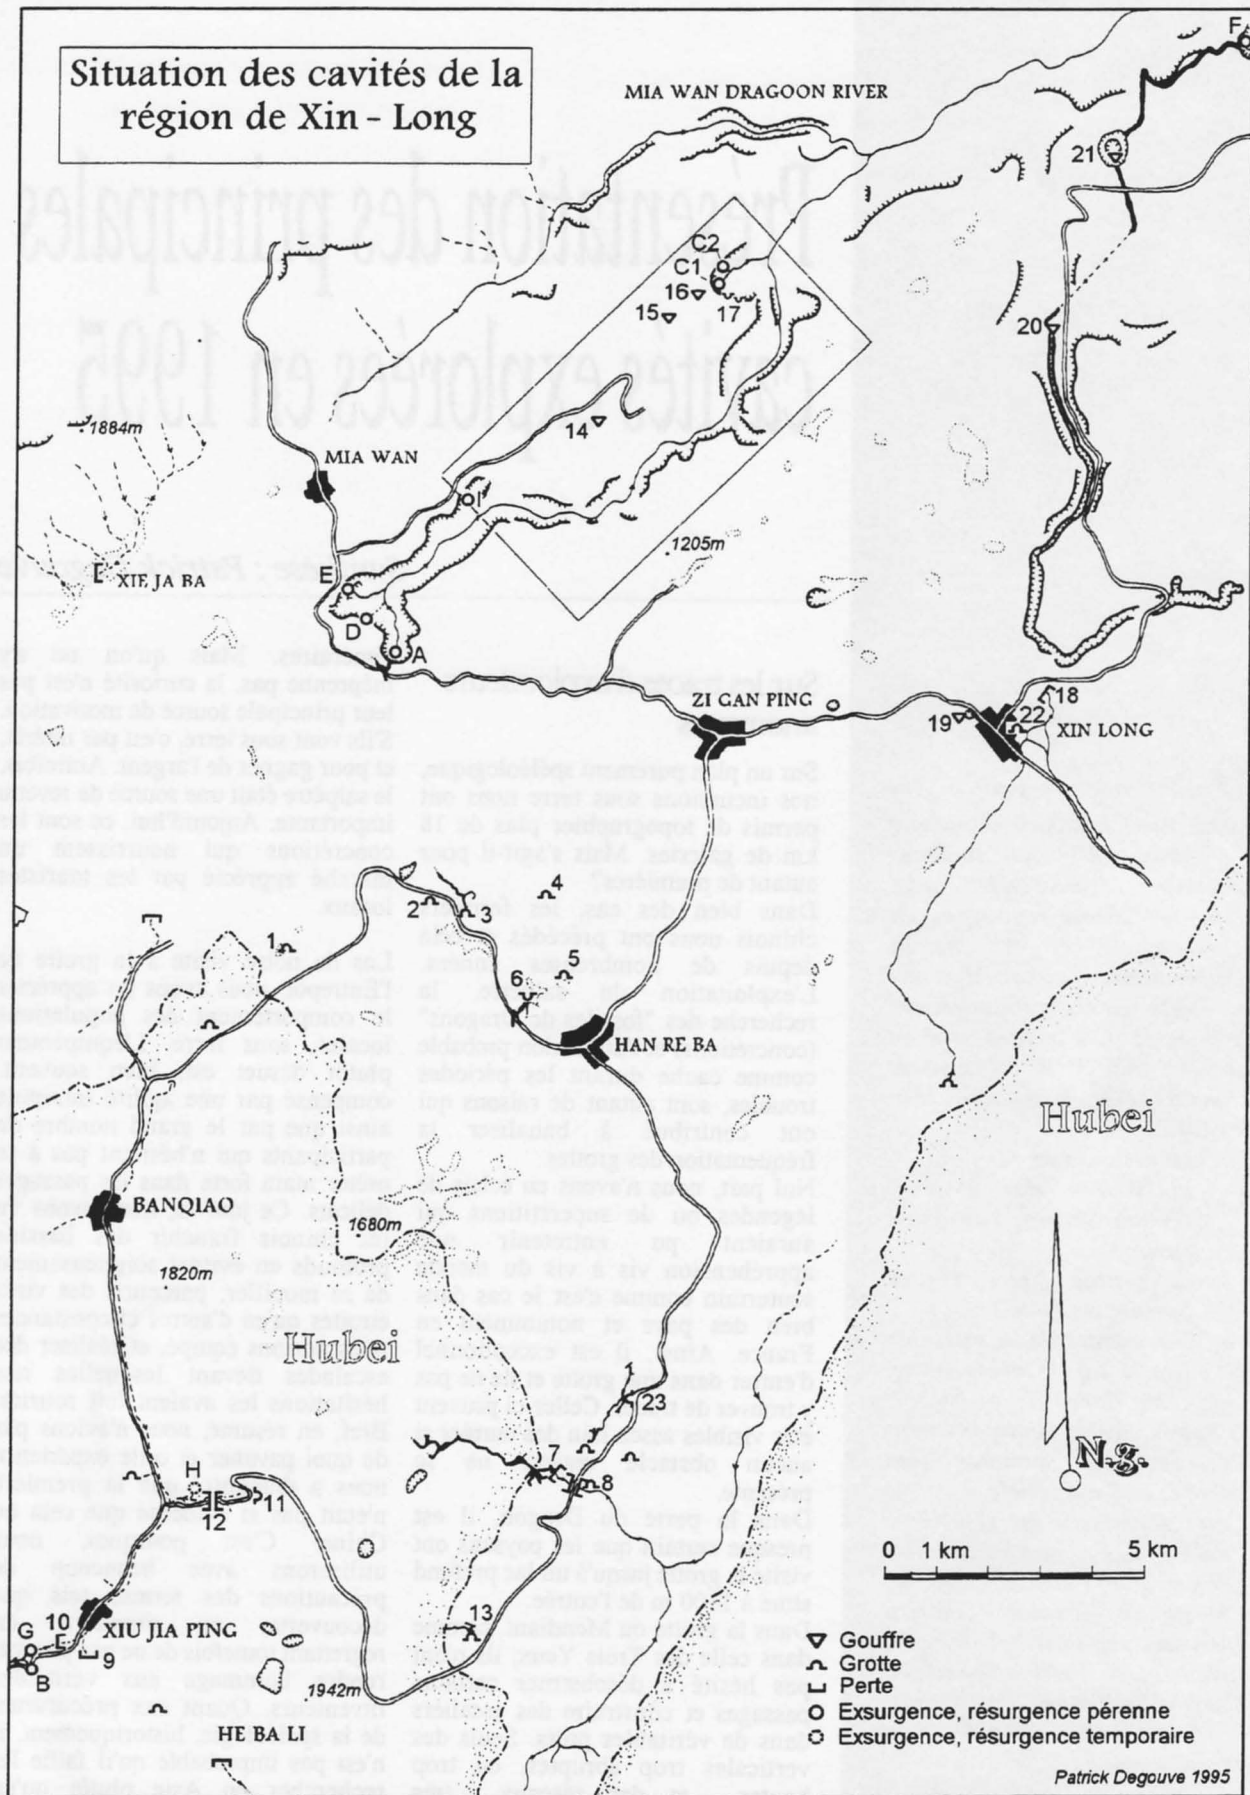 Situation des cavités de la
région de Xin - Long
MIA WAN DRAGOON RIVER
F
21
C2
C1
16
15
17
20
14
1884m
MIA WAN
I
1205m
XIE JA BA
E
D
A
ZI GAN PING
18
19
22
XIN LONG
4
2
3
1
5
6
HAN RE BA
Hubei
BANQIAO
1680m
1820m
Hubei
23
7
8
H
11
12
N.g.
0 1 km 5 km
10
XIU JIA PING
13
G
9
B
1942m
HE BA LI
Gouffre
Grotte
Perte
Exsurgence, résurgence pérenne
Exsurgence, résurgence temporaire
Patrick Degouve 1995